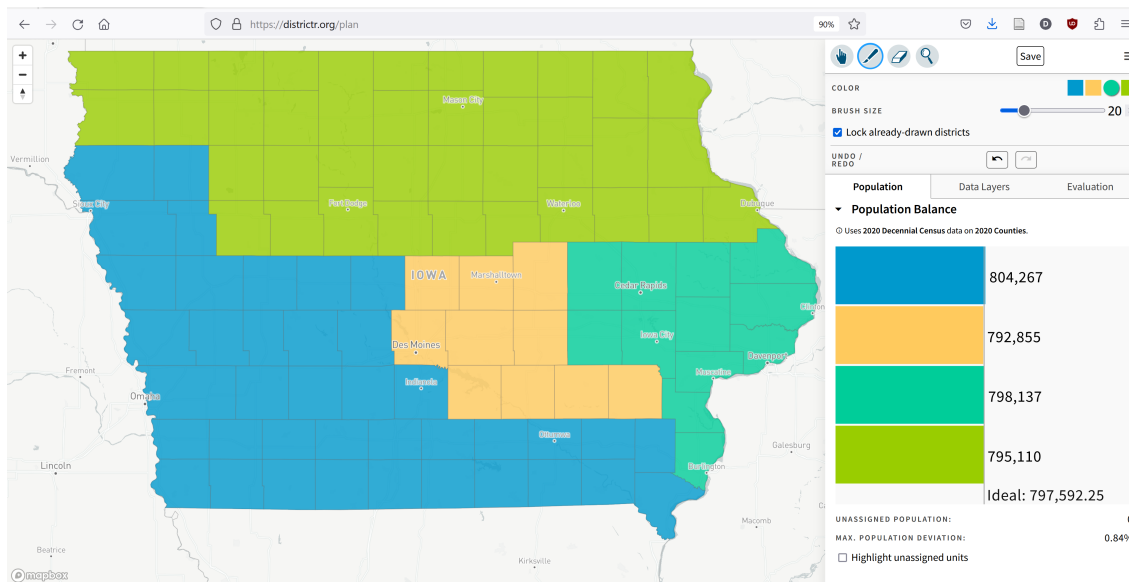 https://districtr.org/plan
90%
Save
COLOR
BRUSH SIZE
20
Lock already-drawn districts
UNDO /
REDO
Population
Data Layers
Evaluation
Population Balance
Uses 2020 Decennial Census data on 2020 Counties.
804,267
792,855
798,137
795,110
Ideal: 797,592.25
UNASSIGNED POPULATION:
MAX. POPULATION DEVIATION:
0.84%
Highlight unassigned units
Mason City
Vermillion
Sioux City
Fort Dodge
Waterloo
Dubuque
IOWA
Marshalltown
Cedar Rapids
Clinton
Des Moines
Iowa City
Davenport
Fremont
Indianola
Muscatine
Omaha
Ottumwa
Galesburg
Lincoln
Burlington
Macomb
Beatrice
Kirksville
mapbox